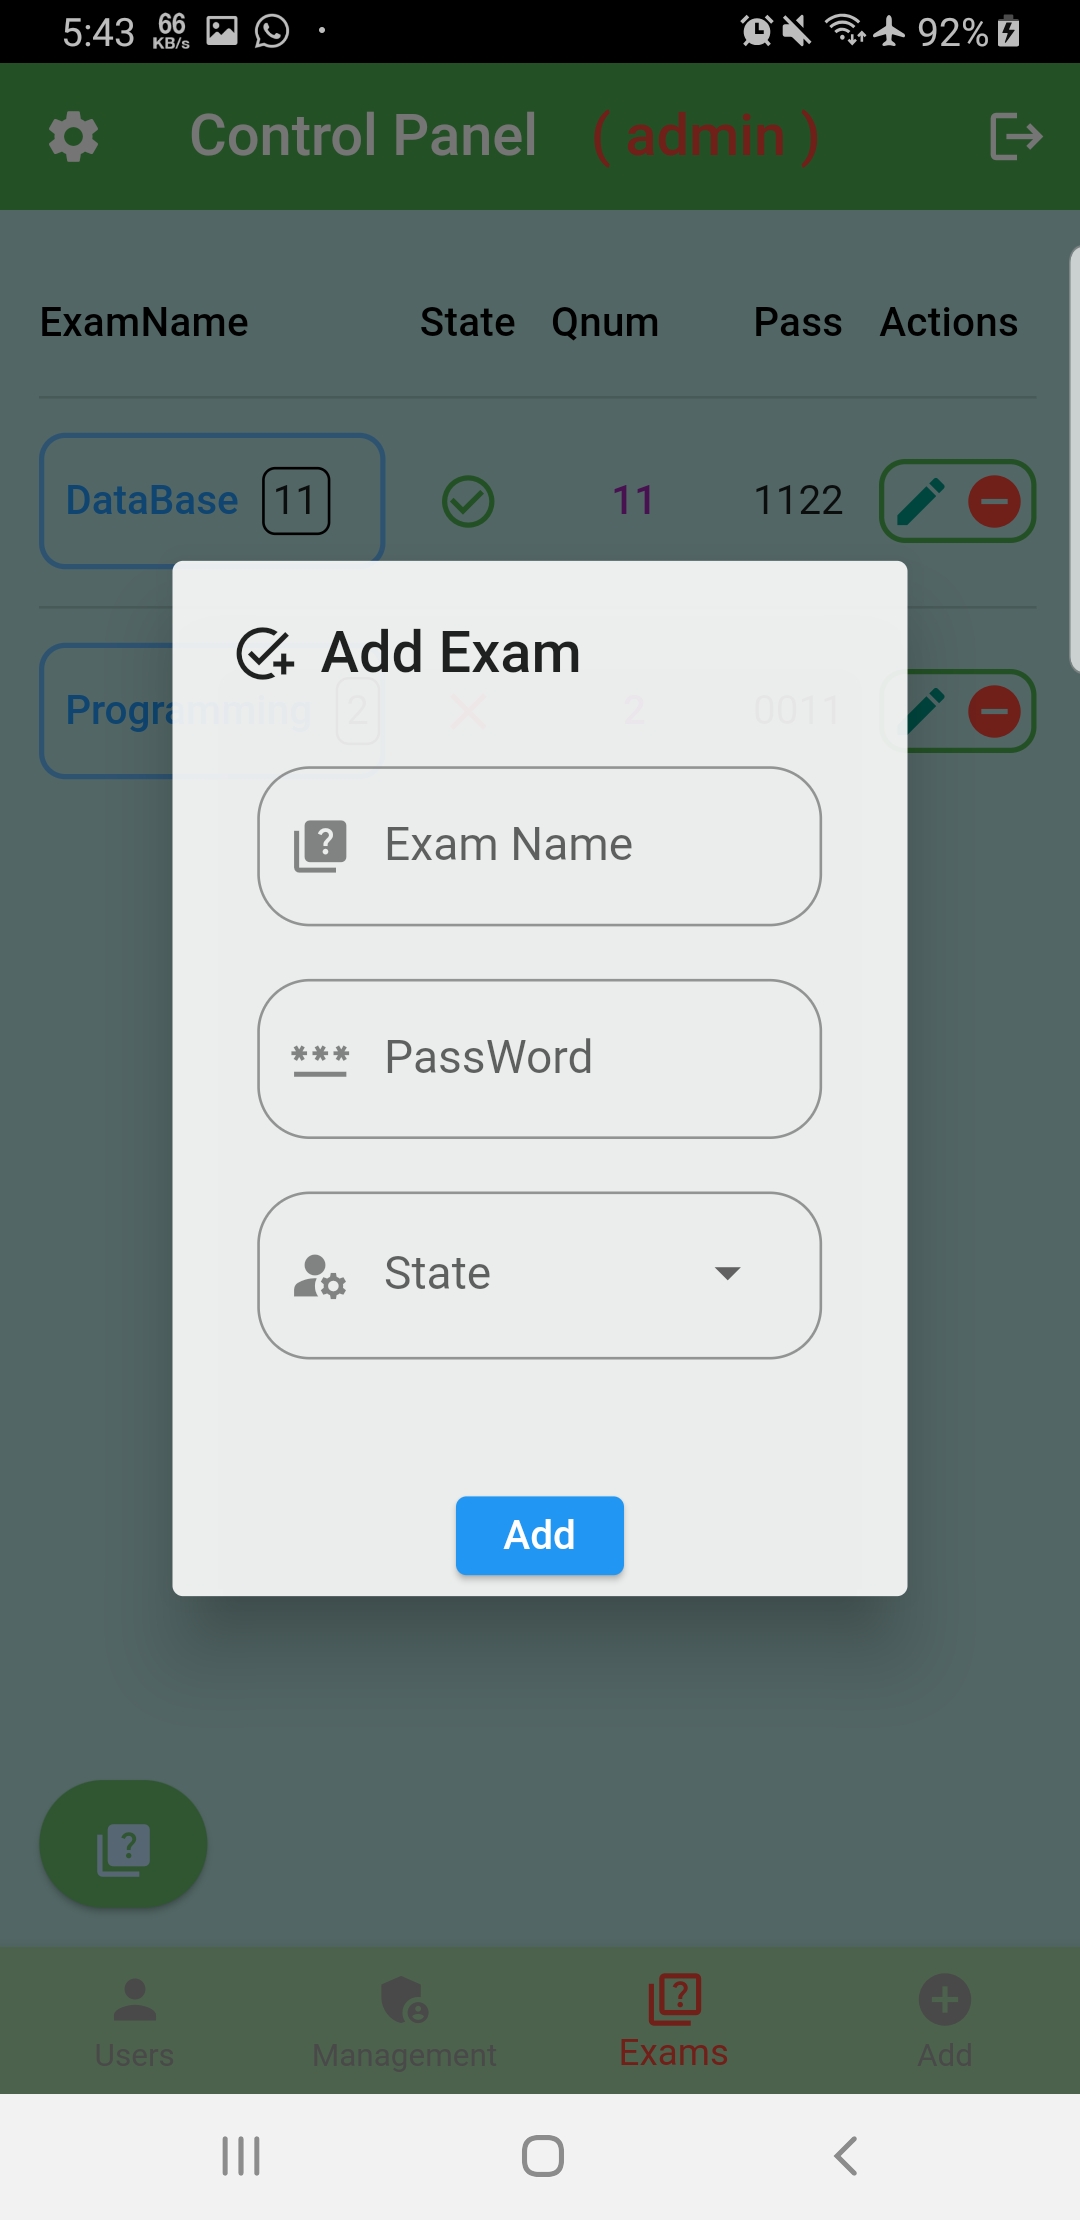 5:43 66 KB/s 92%
Control Panel ( admin )
ExamName State Qnum Pass Actions
DataBase 11 11 1122
Programming 2 2 0011
Add Exam
? Exam Name
*** PassWord
State
Add
?
?
Users Management Exams Add